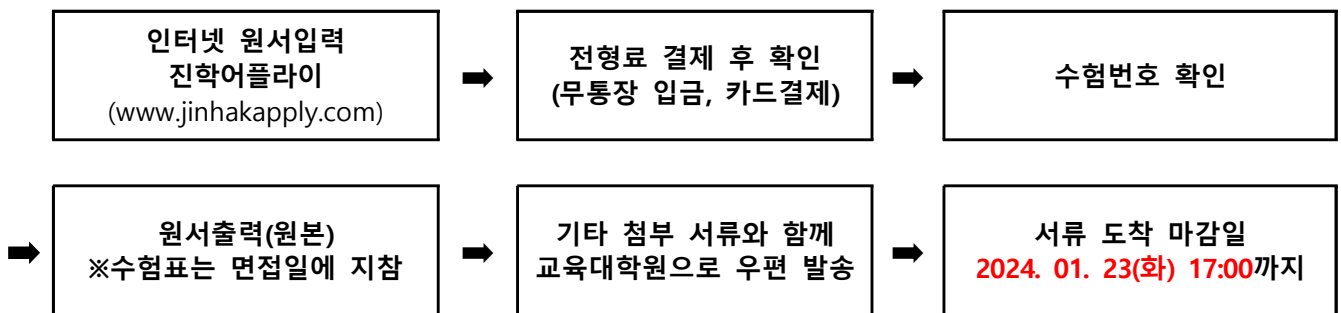 인터넷 원서입력
진학어플라이
(www.jinhakapply.com)
➡
전형료 결제 후 확인
(무통장 입금, 카드결제)
➡
수험번호 확인
➡
원서출력(원본)
※수험표는 면접일에 지참
➡
기타 첨부 서류와 함께
교육대학원으로 우편 발송
➡
서류 도착 마감일
2024. 01. 23(화) 17:00까지